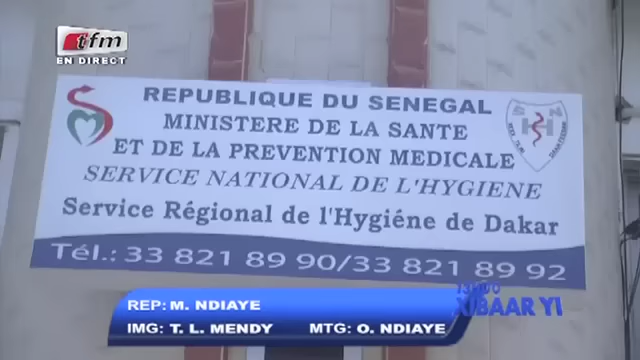 tfm
EN DIRECT
REPUBLIQUE DU SENEGAL
MINISTERE DE LA SANTE
ET DE LA PREVENTION MEDICALE
SERVICE NATIONAL DE L'HYGIENE
Service Régional de l'Hygiéne de Dakar
Tél.: 33 821 89 90/33 821 89 92
S N
H
REP: M. NDIAYE
IMG: T. L. MENDY MTG: O. NDIAYE
XIBAAR YI